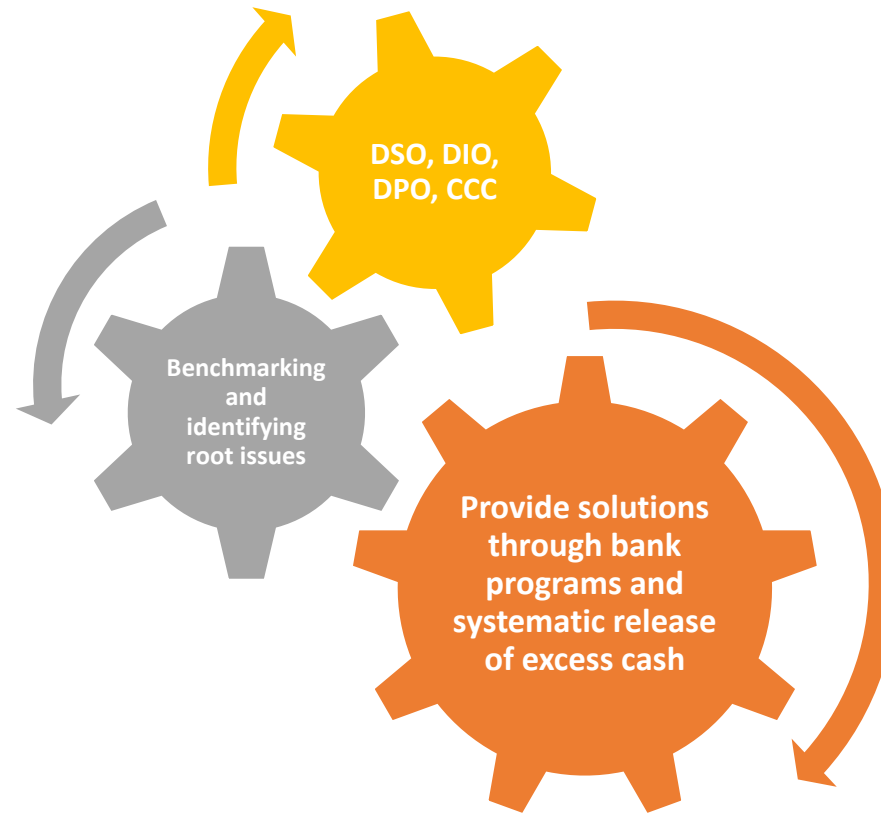 DSO, DIO,
DPO, CCC
Benchmarking
and
identifying
root issues
Provide solutions
through bank
programs and
systematic release
of excess cash